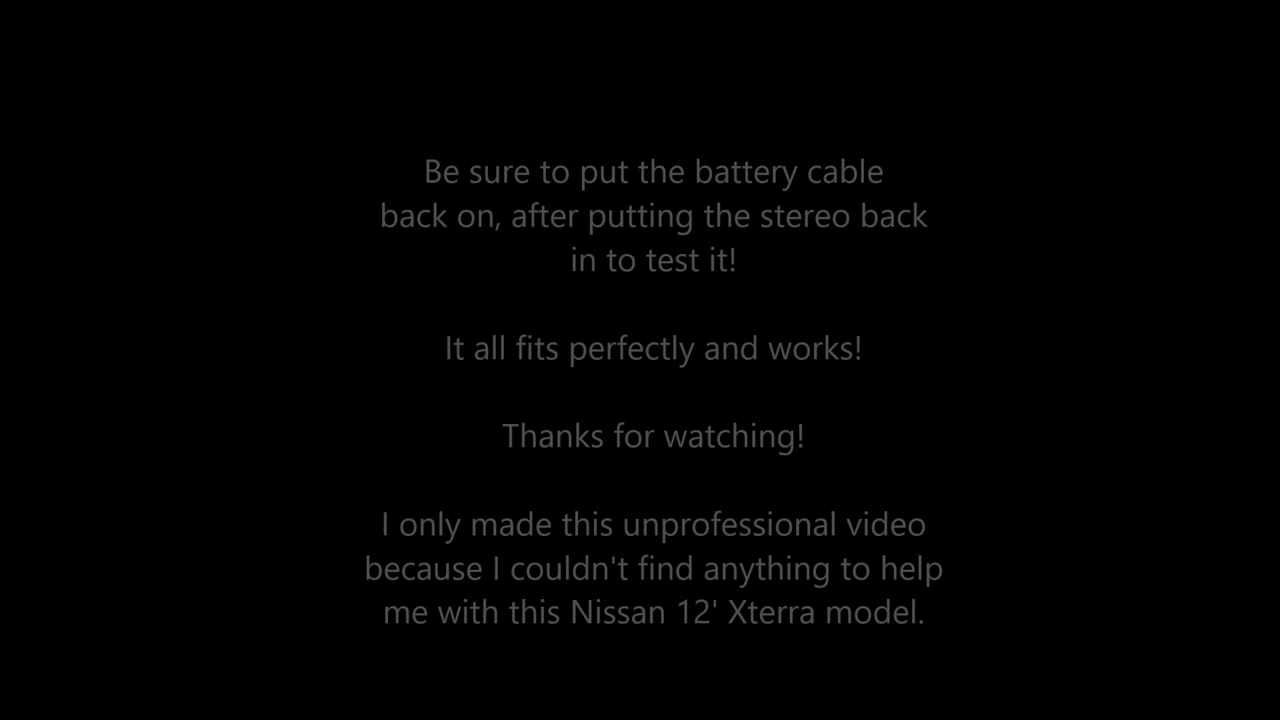 Be sure to put the battery cable
back on, after putting the stereo back
in to test it!
It all fits perfectly and works!
Thanks for watching!
I only made this unprofessional video
because I couldn't find anything to help
me with this Nissan 12' Xterra model.